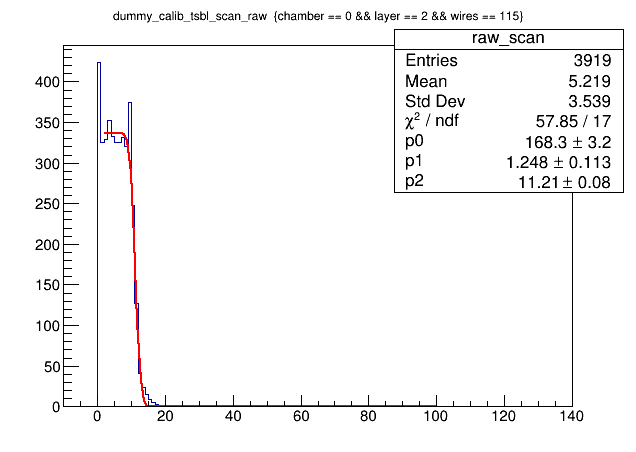 dummy_calib_tsbl_scan_raw {chamber == 0 && layer == 2 && wires == 115}
raw_scan
Entries 3919
Mean 5.219
Std Dev 3.539
χ² / ndf 57.85 / 17
p0 168.3 ± 3.2
p1 1.248 ± 0.113
p2 11.21 ± 0.08
400
350
300
250
200
150
100
50
0
0 20 40 60 80 100 120 140